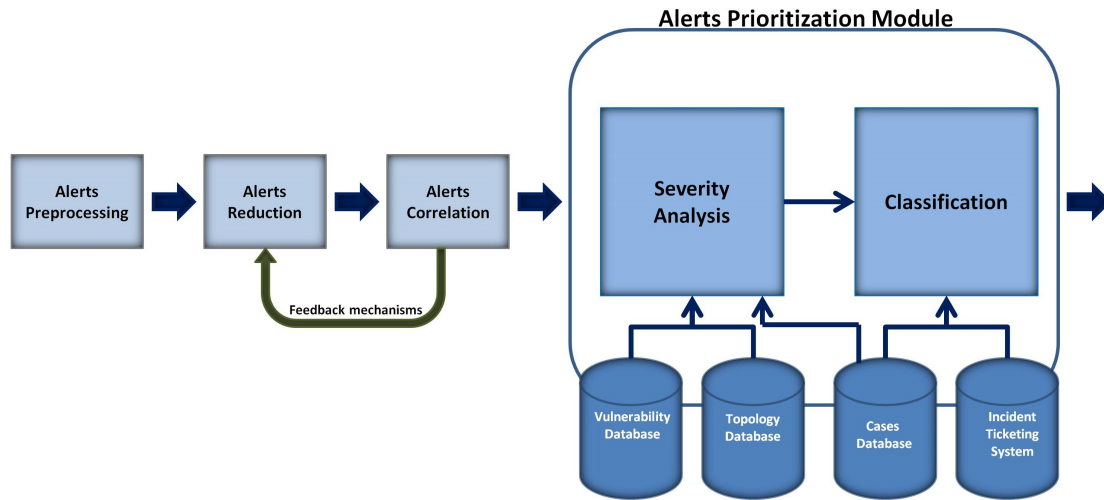 Alerts Prioritization Module
Alerts
Preprocessing
Alerts
Reduction
Alerts
Correlation
Severity
Analysis
Classification
Feedback mechanisms
Vulnerability
Database
Topology
Database
Cases
Database
Incident
Ticketing
System